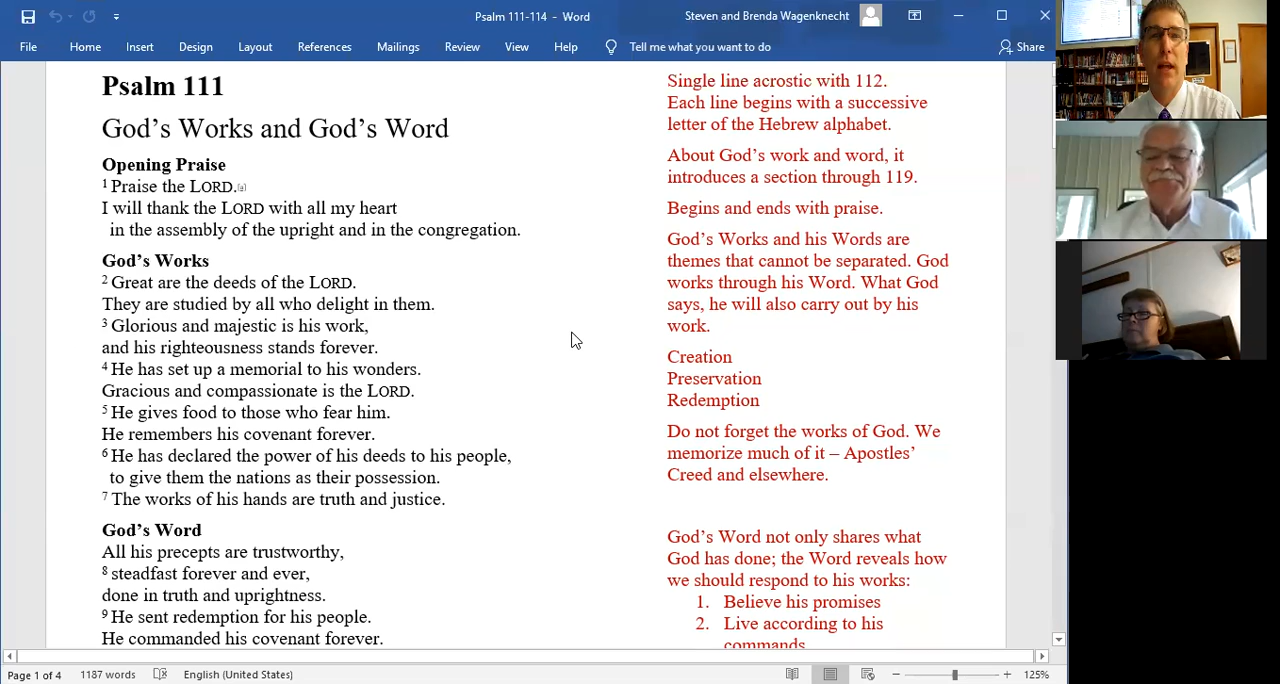 Psalm 111-114 - Word
Steven and Brenda Wagenknecht
File Home Insert Design Layout References Mailings Review View Help Tell me what you want to do Share
Psalm 111
God's Works and God's Word
Opening Praise
1 Praise the LORD.[a]
I will thank the LORD with all my heart
in the assembly of the upright and in the congregation.
God's Works
2 Great are the deeds of the LORD.
They are studied by all who delight in them.
3 Glorious and majestic is his work,
and his righteousness stands forever.
4 He has set up a memorial to his wonders.
Gracious and compassionate is the LORD.
5 He gives food to those who fear him.
He remembers his covenant forever.
6 He has declared the power of his deeds to his people,
to give them the nations as their possession.
7 The works of his hands are truth and justice.
God's Word
All his precepts are trustworthy,
8 steadfast forever and ever,
done in truth and uprightness.
9 He sent redemption for his people.
He commanded his covenant forever.
Single line acrostic with 112.
Each line begins with a successive
letter of the Hebrew alphabet.
About God's work and word, it
introduces a section through 119.
Begins and ends with praise.
God's Works and his Words are
themes that cannot be separated. God
works through his Word. What God
says, he will also carry out by his
work.
Creation
Preservation
Redemption
Do not forget the works of God. We
memorize much of it – Apostles'
Creed and elsewhere.
God's Word not only shares what
God has done; the Word reveals how
we should respond to his works:
1. Believe his promises
2. Live according to his
commands
Page 1 of 4 1187 words English (United States) 125%